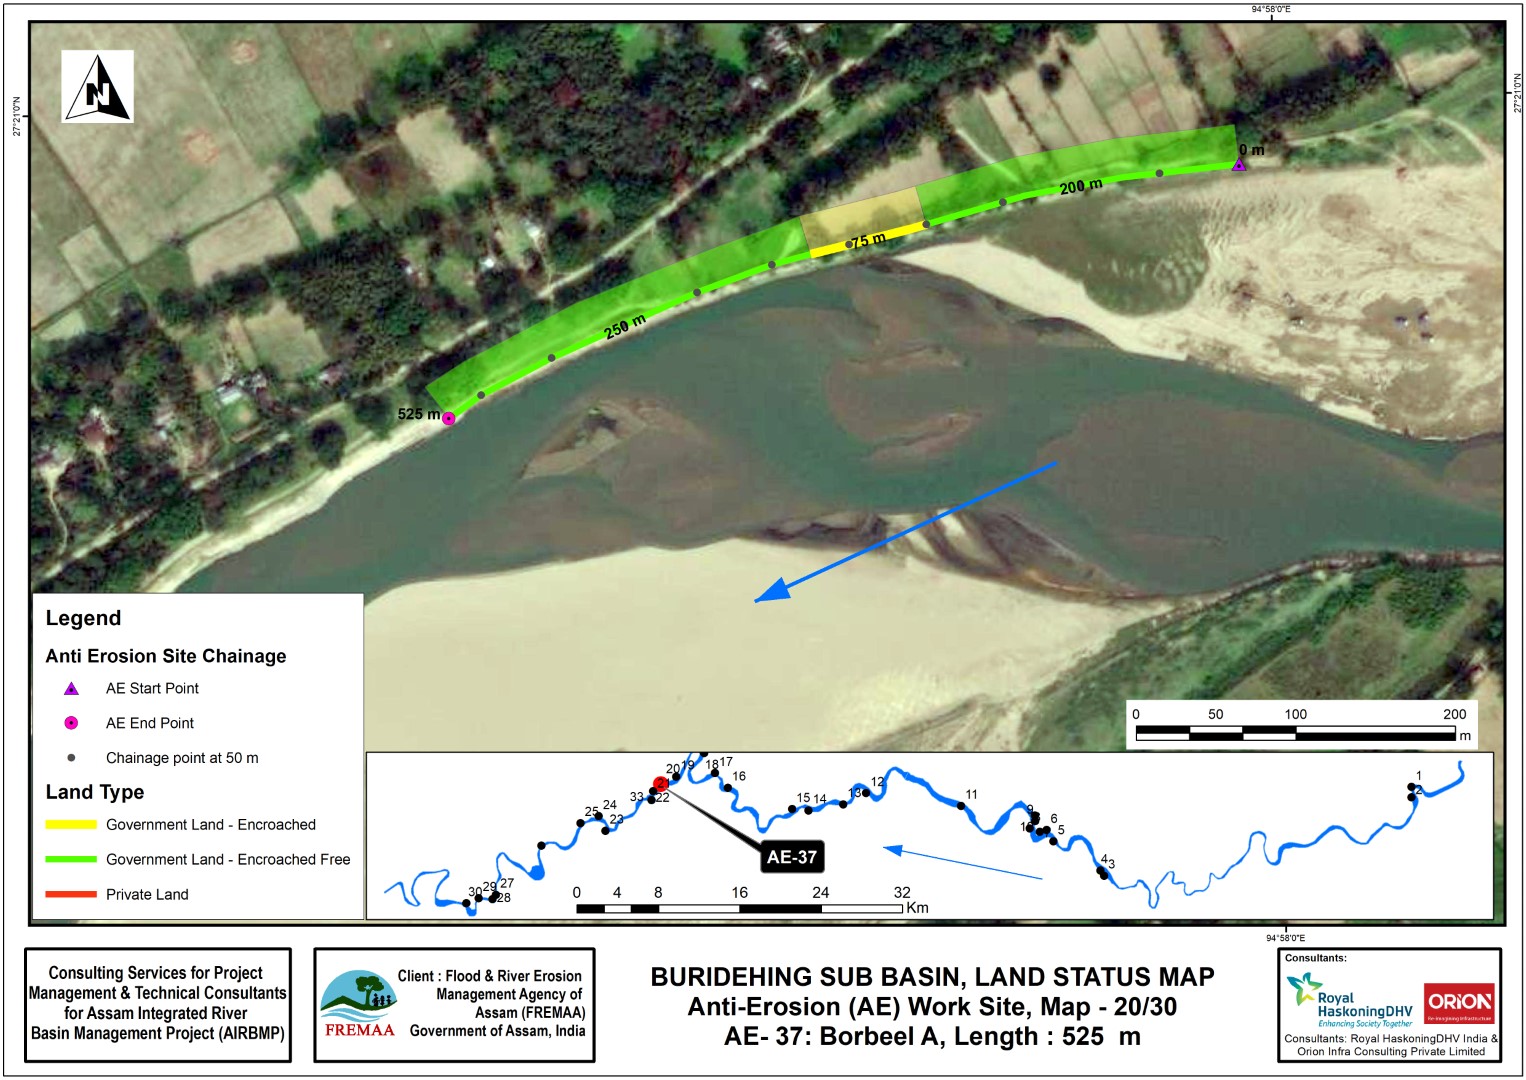 94°58'0"E
27°21'0"N
27°21'0"N
N
0 m
200 m
75 m
250 m
525 m
Legend
Anti Erosion Site Chainage
AE Start Point
AE End Point
Chainage point at 50 m
Land Type
Government Land - Encroached
Government Land - Encroached Free
Private Land
0 50 100 200
m
1
2
3
4
5
6
9
11
12
13
14
15
16
17
18
19
20
21
22
33
23
24
25
27
28
29
30
AE-37
0 4 8 16 24 32
Km
94°58'0"E
Consulting Services for Project
Management & Technical Consultants
for Assam Integrated River
Basin Management Project (AIRBMP)
FREMAA
Client : Flood & River Erosion
Management Agency of
Assam (FREMAA)
Government of Assam, India
BURIDEHING SUB BASIN, LAND STATUS MAP
Anti-Erosion (AE) Work Site, Map - 20/30
AE- 37: Borbeel A, Length : 525 m
Consultants:
Royal
HaskoningDHV
Enhancing Society Together
ORION
Re-imagining infrastructure
Consultants: Royal HaskoningDHV India &
Orion Infra Consulting Private Limited